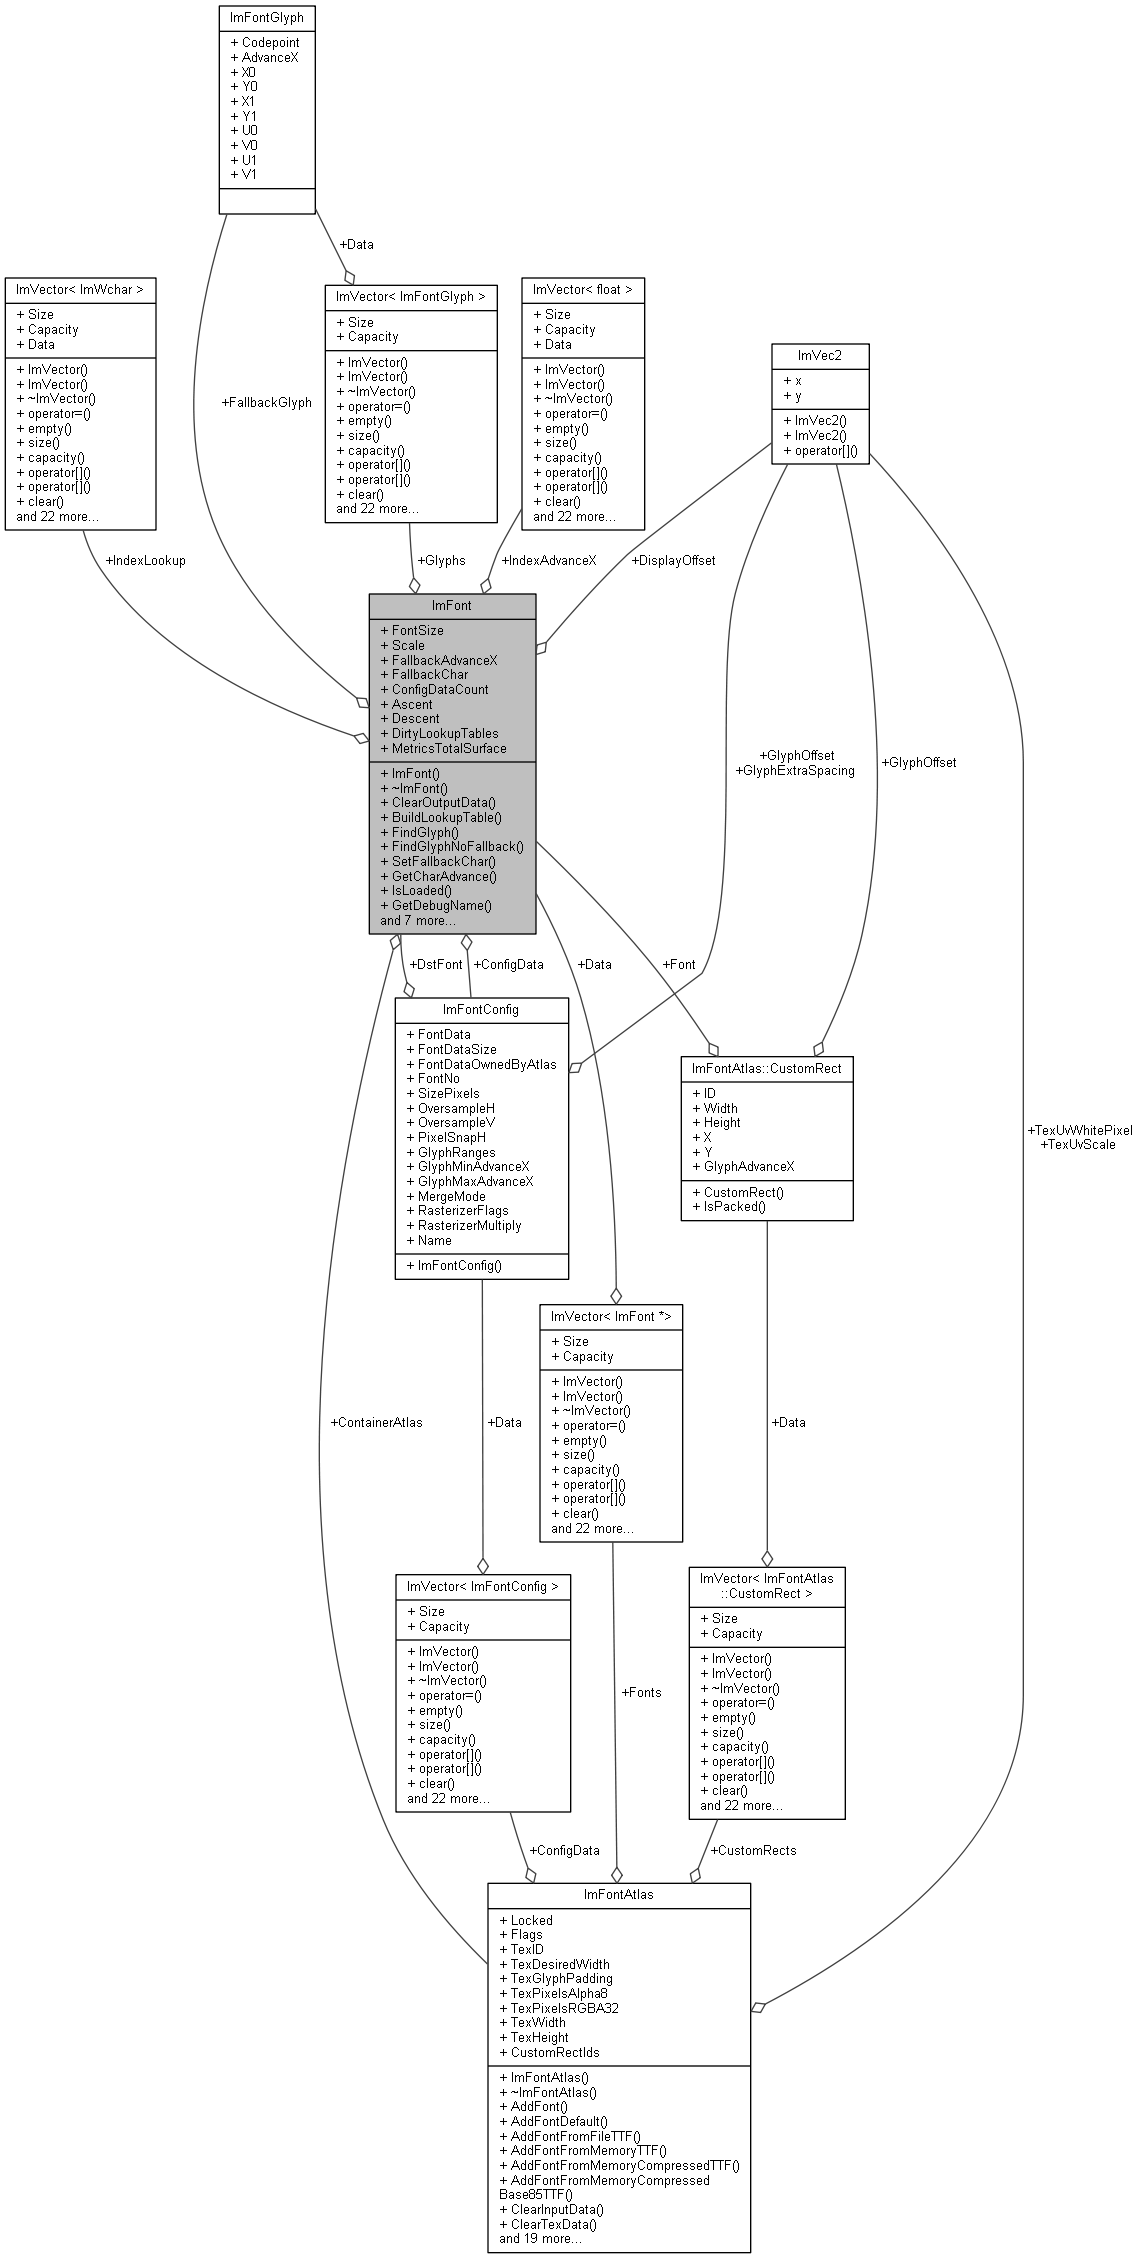 ImFontGlyph
+ Codepoint
+ AdvanceX
+ X0
+ Y0
+ X1
+ Y1
+ U0
+ V0
+ U1
+ V1
+Data
ImVector< ImWchar >
+ Size
+ Capacity
+ Data
+ ImVector()
+ ImVector()
+ ~ImVector()
+ operator=()
+ empty()
+ size()
+ capacity()
+ operator[]()
+ operator[]()
+ clear()
and 22 more...
+FallbackGlyph
ImVector< ImFontGlyph >
+ Size
+ Capacity
+ ImVector()
+ ImVector()
+ ~ImVector()
+ operator=()
+ empty()
+ size()
+ capacity()
+ operator[]()
+ operator[]()
+ clear()
and 22 more...
ImVector< float >
+ Size
+ Capacity
+ Data
+ ImVector()
+ ImVector()
+ ~ImVector()
+ operator=()
+ empty()
+ size()
+ capacity()
+ operator[]()
+ operator[]()
+ clear()
and 22 more...
ImVec2
+ x
+ y
+ ImVec2()
+ ImVec2()
+ operator[]()
+IndexLookup
+Glyphs
+IndexAdvanceX
+DisplayOffset
ImFont
+ FontSize
+ Scale
+ FallbackAdvanceX
+ FallbackChar
+ ConfigDataCount
+ Ascent
+ Descent
+ DirtyLookupTables
+ MetricsTotalSurface
+ ImFont()
+ ~ImFont()
+ ClearOutputData()
+ BuildLookupTable()
+ FindGlyph()
+ FindGlyphNoFallback()
+ SetFallbackChar()
+ GetCharAdvance()
+ IsLoaded()
+ GetDebugName()
and 7 more...
+GlyphOffset
+GlyphExtraSpacing
+GlyphOffset
+DstFont
+ConfigData
+Data
+Font
ImFontConfig
+ FontData
+ FontDataSize
+ FontDataOwnedByAtlas
+ FontNo
+ SizePixels
+ OversampleH
+ OversampleV
+ PixelSnapH
+ GlyphRanges
+ GlyphMinAdvanceX
+ GlyphMaxAdvanceX
+ MergeMode
+ RasterizerFlags
+ RasterizerMultiply
+ Name
+ ImFontConfig()
ImFontAtlas::CustomRect
+ ID
+ Width
+ Height
+ X
+ Y
+ GlyphAdvanceX
+ CustomRect()
+ IsPacked()
+TexUvWhitePixel
+TexUvScale
ImVector< ImFont *>
+ Size
+ Capacity
+ ImVector()
+ ImVector()
+ ~ImVector()
+ operator=()
+ empty()
+ size()
+ capacity()
+ operator[]()
+ operator[]()
+ clear()
and 22 more...
+ContainerAtlas
+Data
+Data
ImVector< ImFontConfig >
+ Size
+ Capacity
+ ImVector()
+ ImVector()
+ ~ImVector()
+ operator=()
+ empty()
+ size()
+ capacity()
+ operator[]()
+ operator[]()
+ clear()
and 22 more...
+Fonts
ImVector< ImFontAtlas
::CustomRect >
+ Size
+ Capacity
+ ImVector()
+ ImVector()
+ ~ImVector()
+ operator=()
+ empty()
+ size()
+ capacity()
+ operator[]()
+ operator[]()
+ clear()
and 22 more...
+ConfigData
+CustomRects
ImFontAtlas
+ Locked
+ Flags
+ TexID
+ TexDesiredWidth
+ TexGlyphPadding
+ TexPixelsAlpha8
+ TexPixelsRGBA32
+ TexWidth
+ TexHeight
+ CustomRectIds
+ ImFontAtlas()
+ ~ImFontAtlas()
+ AddFont()
+ AddFontDefault()
+ AddFontFromFileTTF()
+ AddFontFromMemoryTTF()
+ AddFontFromMemoryCompressedTTF()
+ AddFontFromMemoryCompressed
Base85TTF()
+ ClearInputData()
+ ClearTexData()
and 19 more...